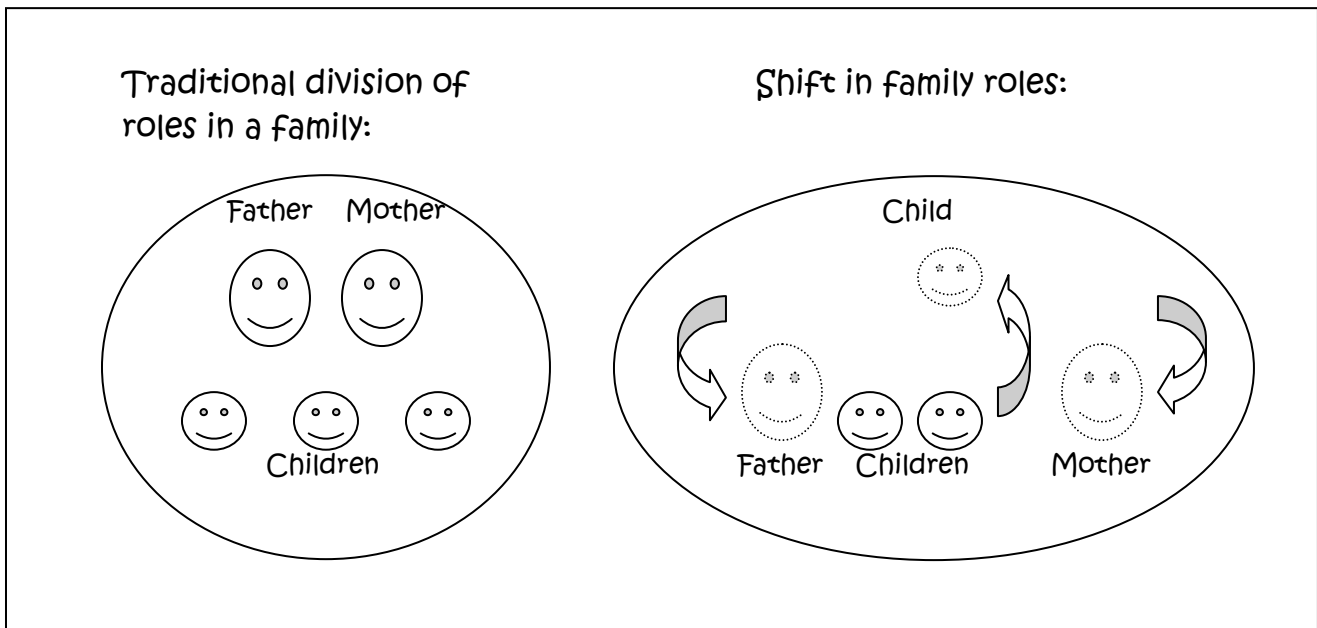 Traditional division of
roles in a family:
Father Mother
Children
Shift in family roles:
Child
Father Children Mother